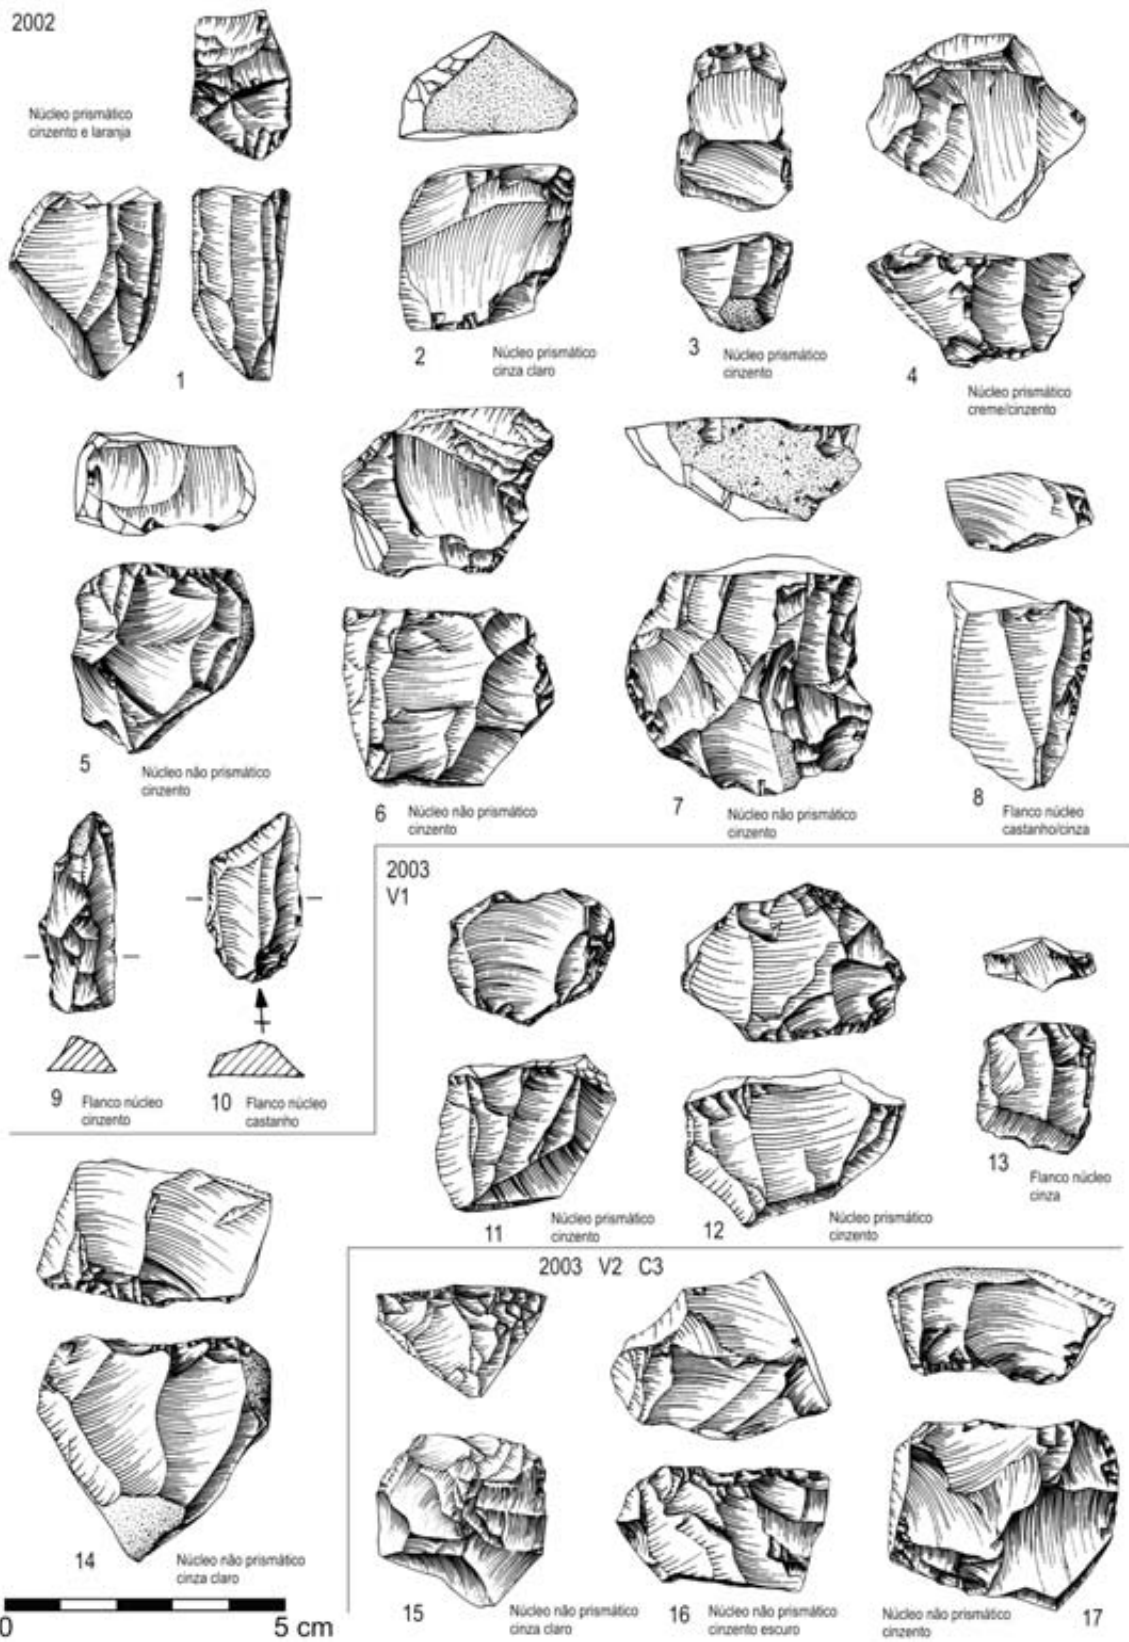 2002
Núcleo prismático
cinzento e laranja
1
2
Núcleo prismático
cinza claro
3
Núcleo prismático
cinzento
4
Núcleo prismático
creme/cinzento
5
Núcleo não prismático
cinzento
6
Núcleo não prismático
cinzento
7
Núcleo não prismático
cinzento
8
Flanco núcleo
castanho/cinza
9
Flanco núcleo
cinzento
10
Flanco núcleo
castanho
2003
V1
11
Núcleo prismático
cinzento
12
Núcleo prismático
cinzento
13
Flanco núcleo
cinza
14
Núcleo não prismático
cinza claro
2003 V2 C3
15
Núcleo não prismático
cinza claro
16
Núcleo não prismático
cinzento escuro
17
Núcleo não prismático
cinzento
0
5 cm